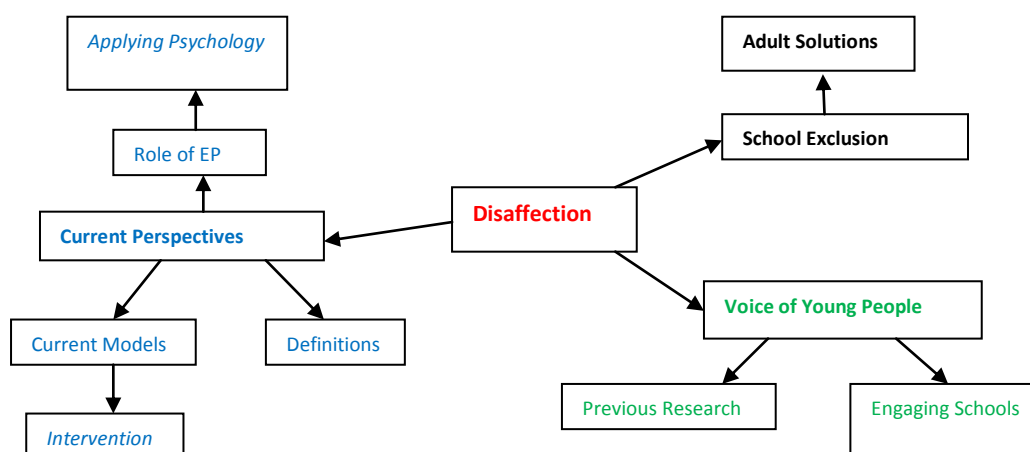 Applying Psychology
Adult Solutions
School Exclusion
Role of EP
Disaffection
Current Perspectives
Voice of Young People
Current Models
Definitions
Previous Research
Engaging Schools
Intervention